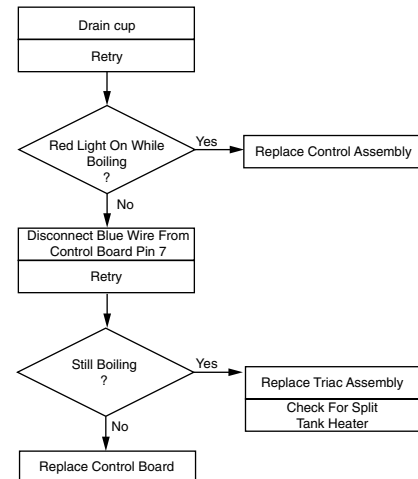 Drain cup
Retry
Red Light On While
Boiling
?
Yes
Replace Control Assembly
No
Disconnect Blue Wire From
Control Board Pin 7
Retry
Still Boiling
?
Yes
Replace Triac Assembly
Check For Split
Tank Heater
No
Replace Control Board